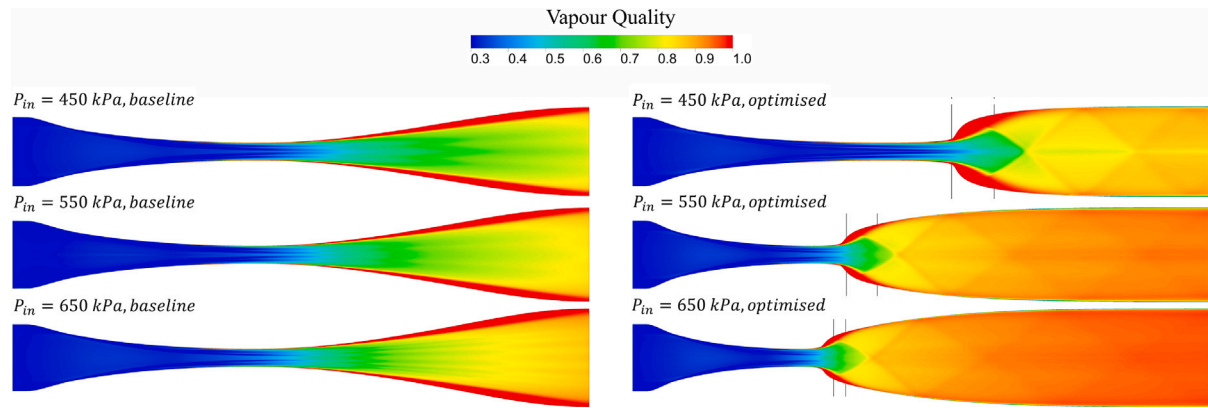 Vapour Quality
0.3 0.4 0.5 0.6 0.7 0.8 0.9 1.0
P_in = 450 kPa, baseline
P_in = 450 kPa, optimised
P_in = 550 kPa, baseline
P_in = 550 kPa, optimised
P_in = 650 kPa, baseline
P_in = 650 kPa, optimised